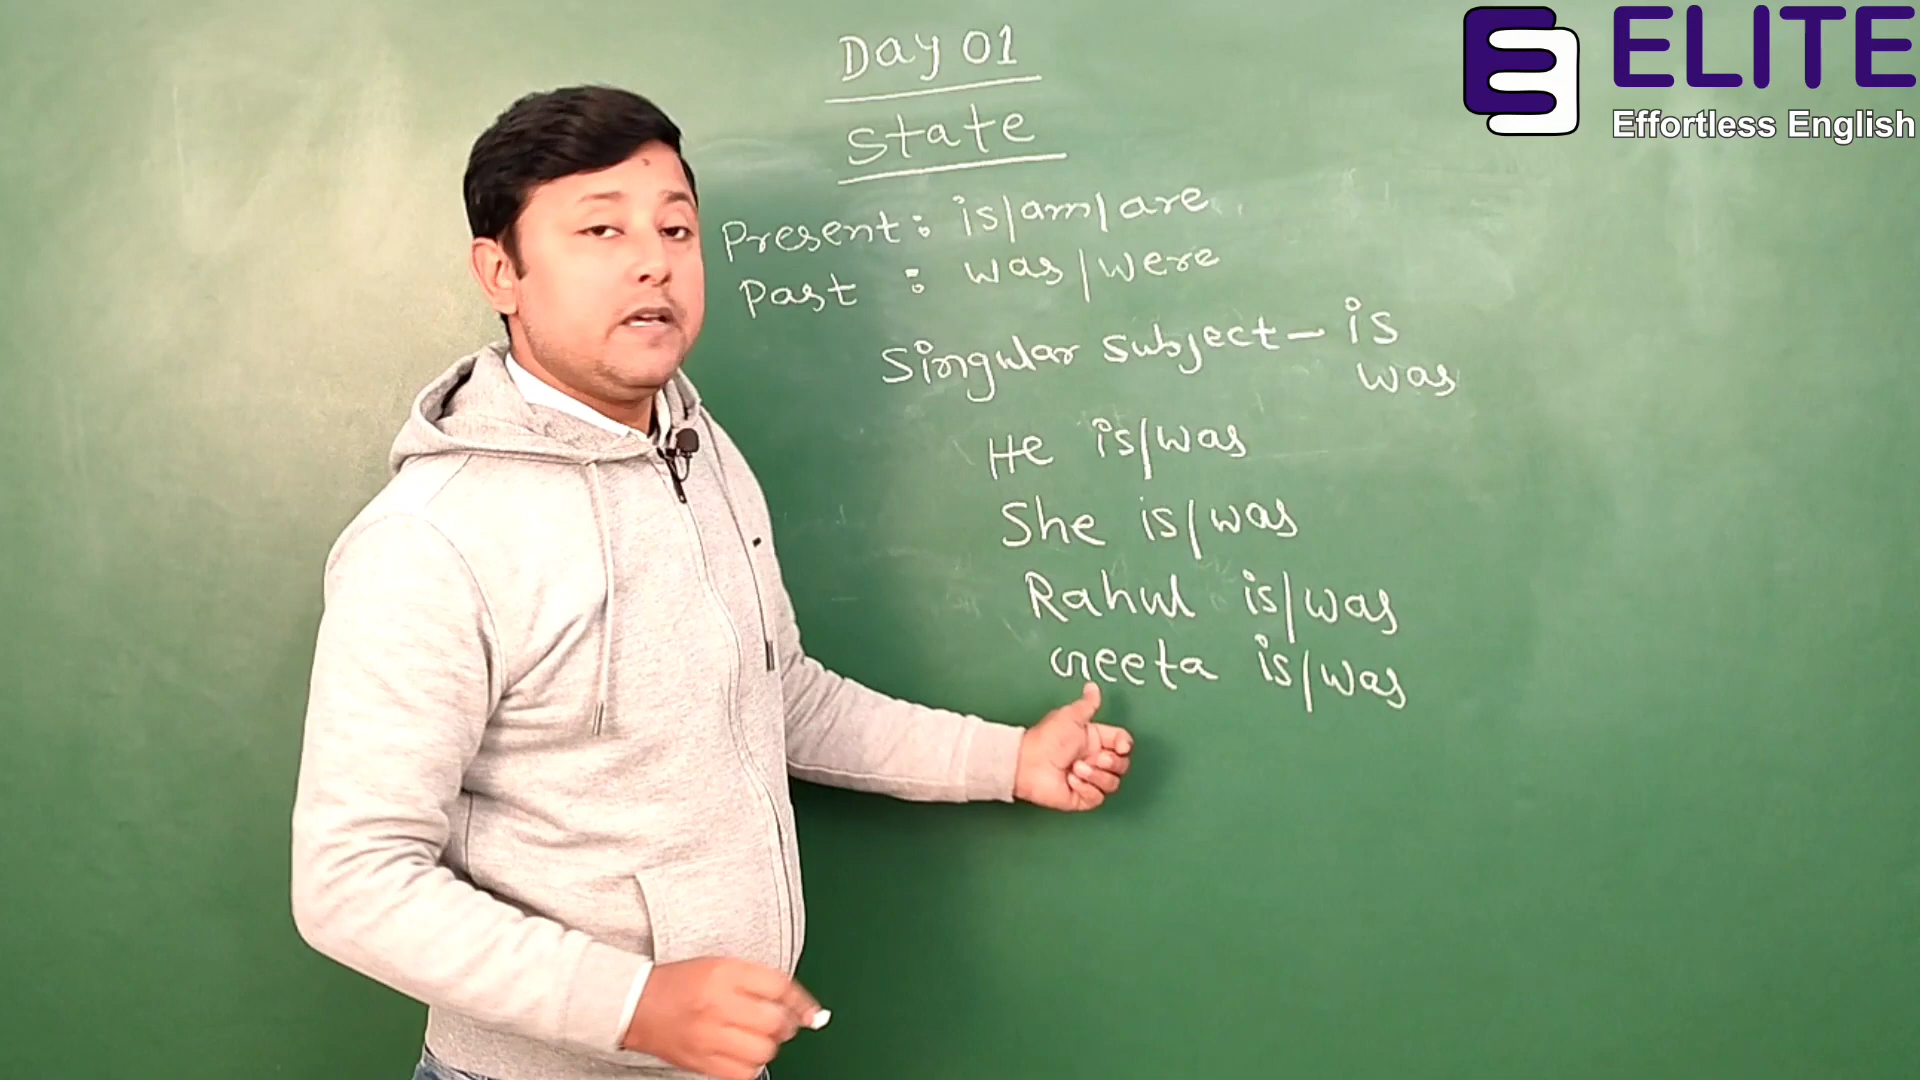 Day 01
State
Present: is/am/are
Past : was/were
Singular subject - is
was
He is/was
She is/was
Rahul is/was
Geeta is/was
ELITE
Effortless English